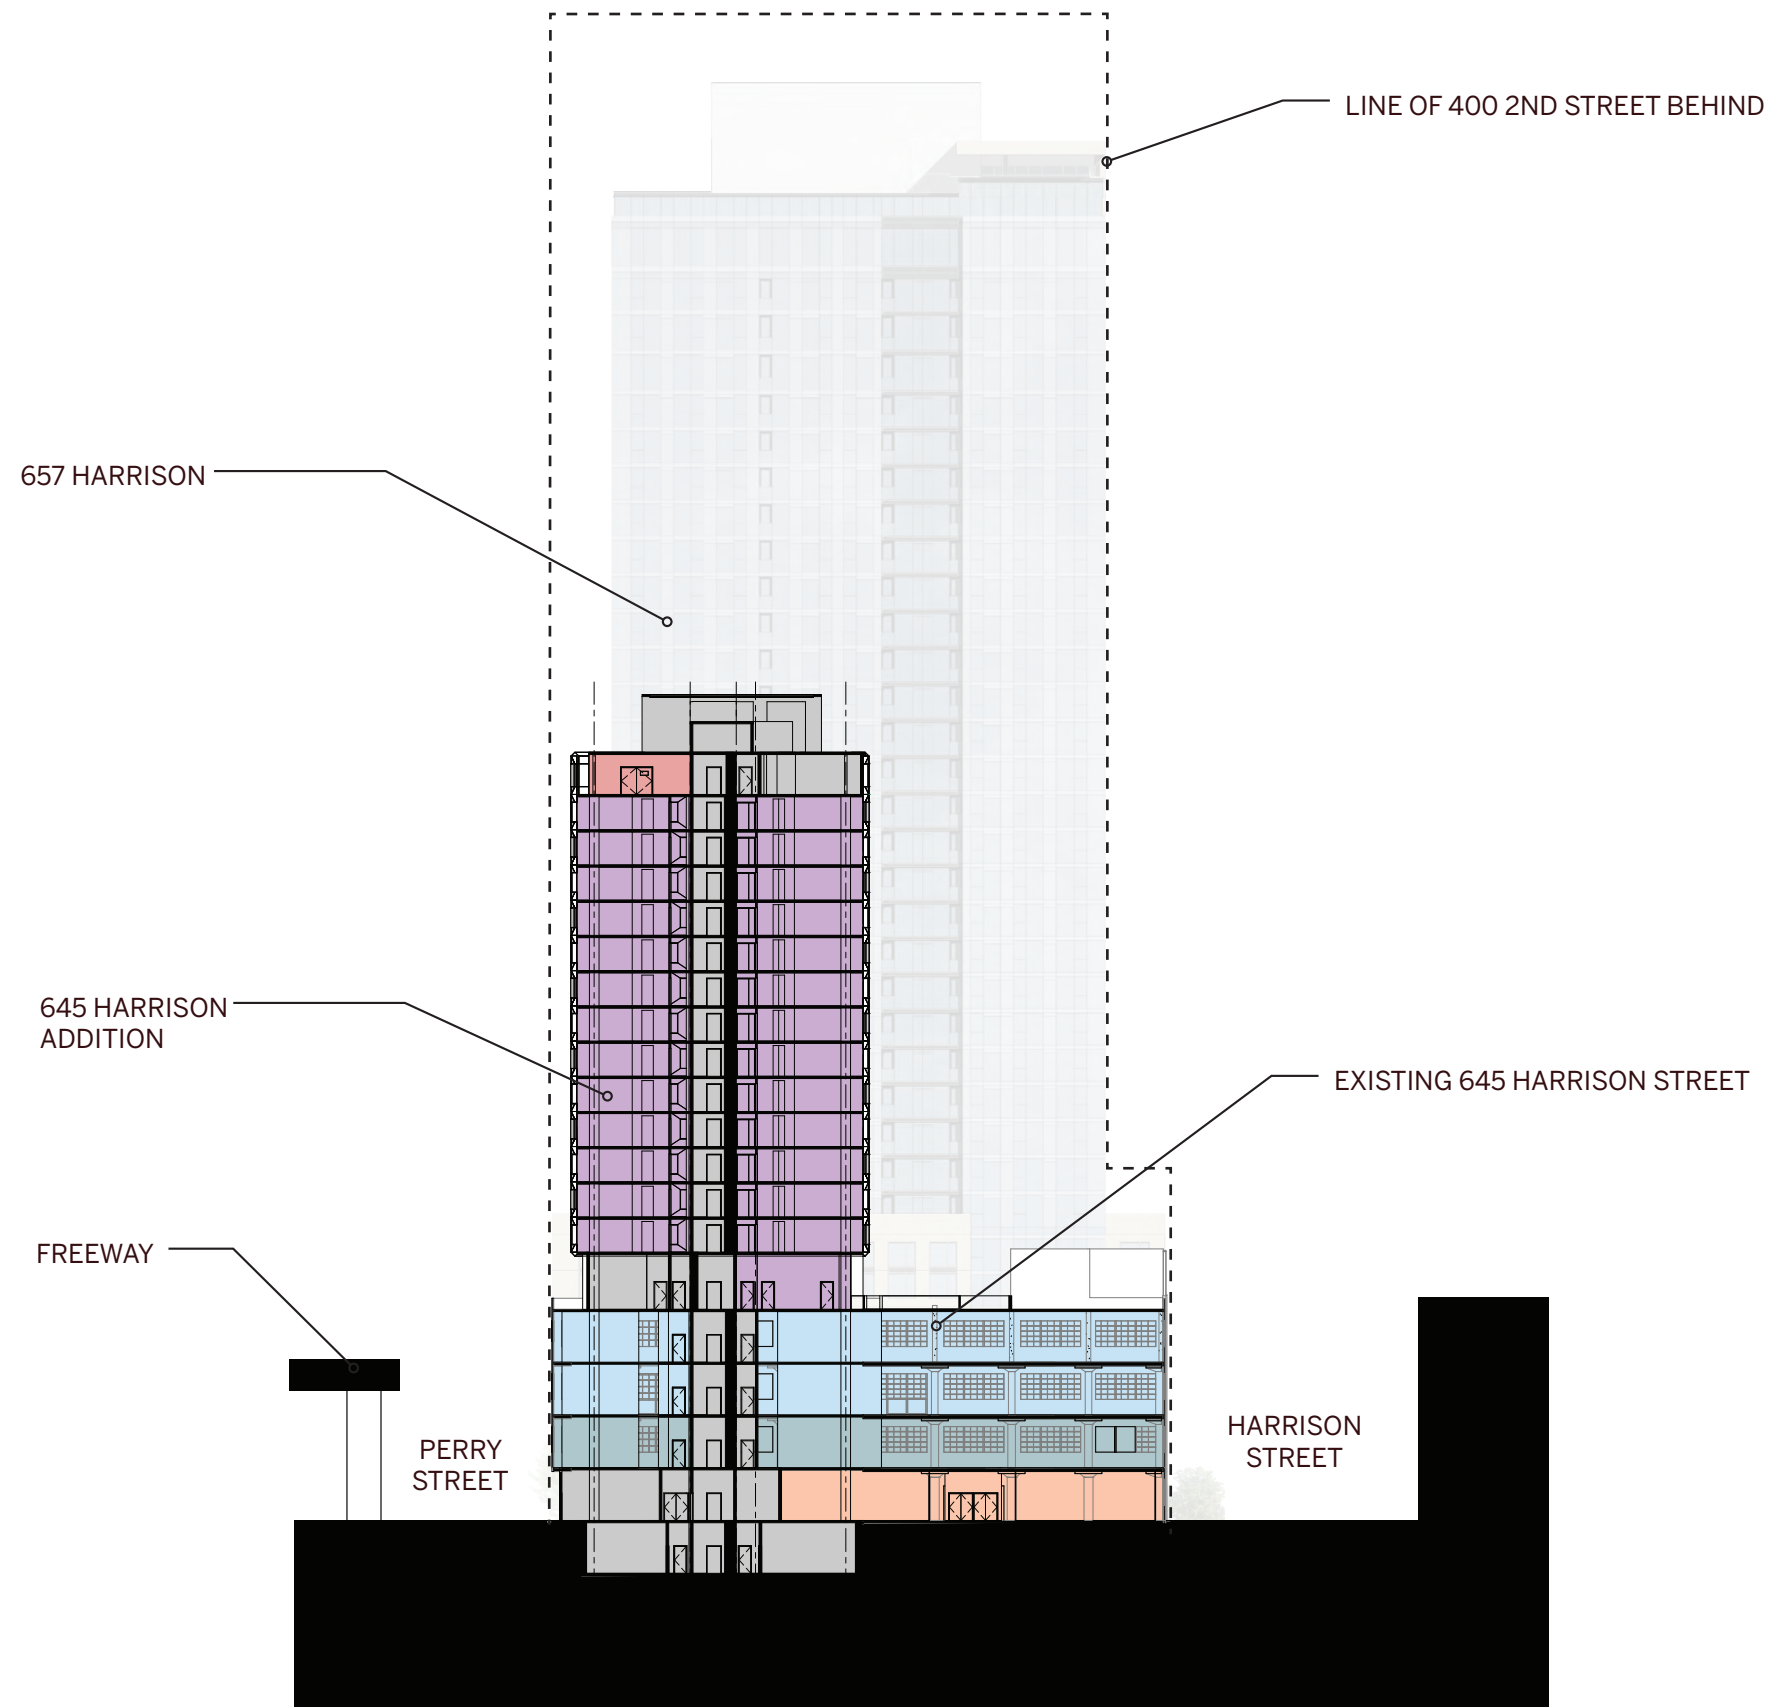 LINE OF 400 2ND STREET BEHIND
657 HARRISON
645 HARRISON
ADDITION
EXISTING 645 HARRISON STREET
FREEWAY
PERRY
STREET
HARRISON
STREET